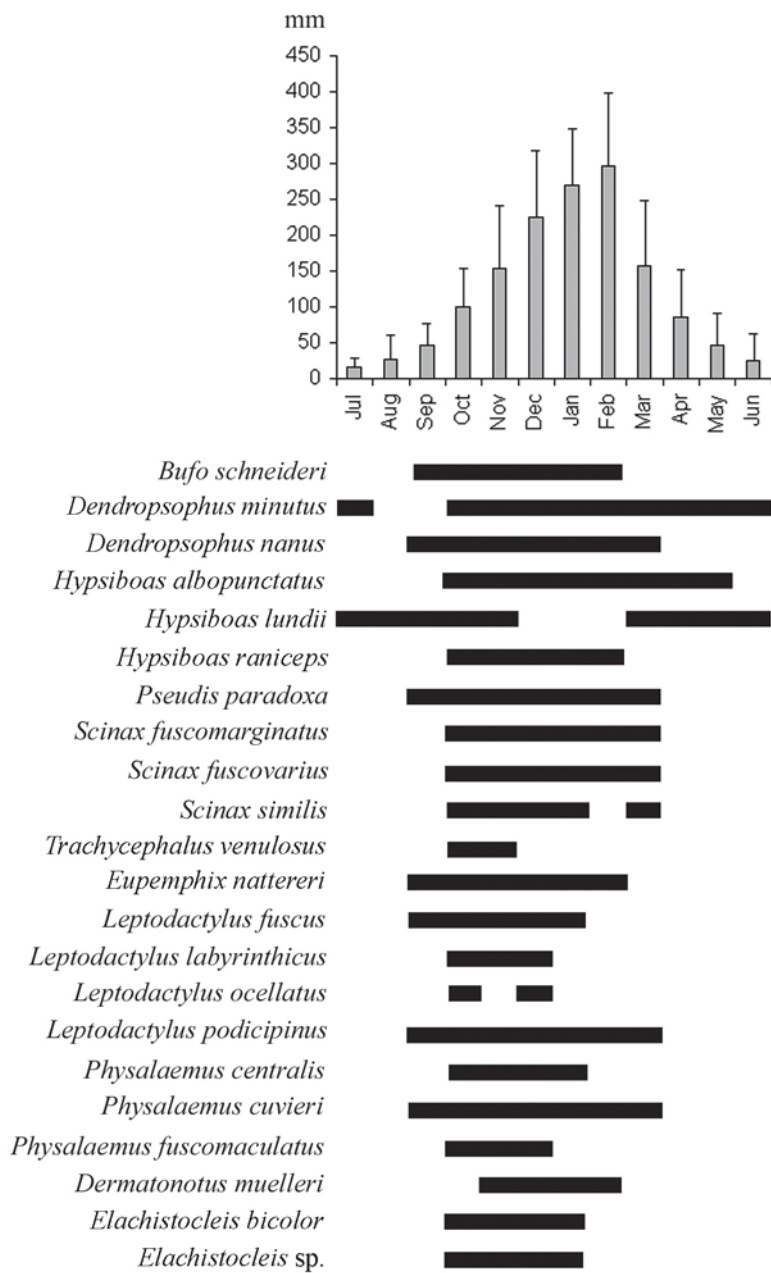 mm
450
400
350
300
250
200
150
100
50
0
Jul Aug Sep Oct Nov Dec Jan Feb Mar Apr May Jun
Bufo schneideri
Dendropsophus minutus
Dendropsophus nanus
Hypsiboas albopunctatus
Hypsiboas lundii
Hypsiboas raniceps
Pseudis paradoxa
Scinax fuscomarginatus
Scinax fuscovarius
Scinax similis
Trachycephalus venulosus
Eupemphix nattereri
Leptodactylus fuscus
Leptodactylus labyrinthicus
Leptodactylus ocellatus
Leptodactylus podicipinus
Physalaemus centralis
Physalaemus cuvieri
Physalaemus fuscomaculatus
Dermatonotus muelleri
Elachistocleis bicolor
Elachistocleis sp.